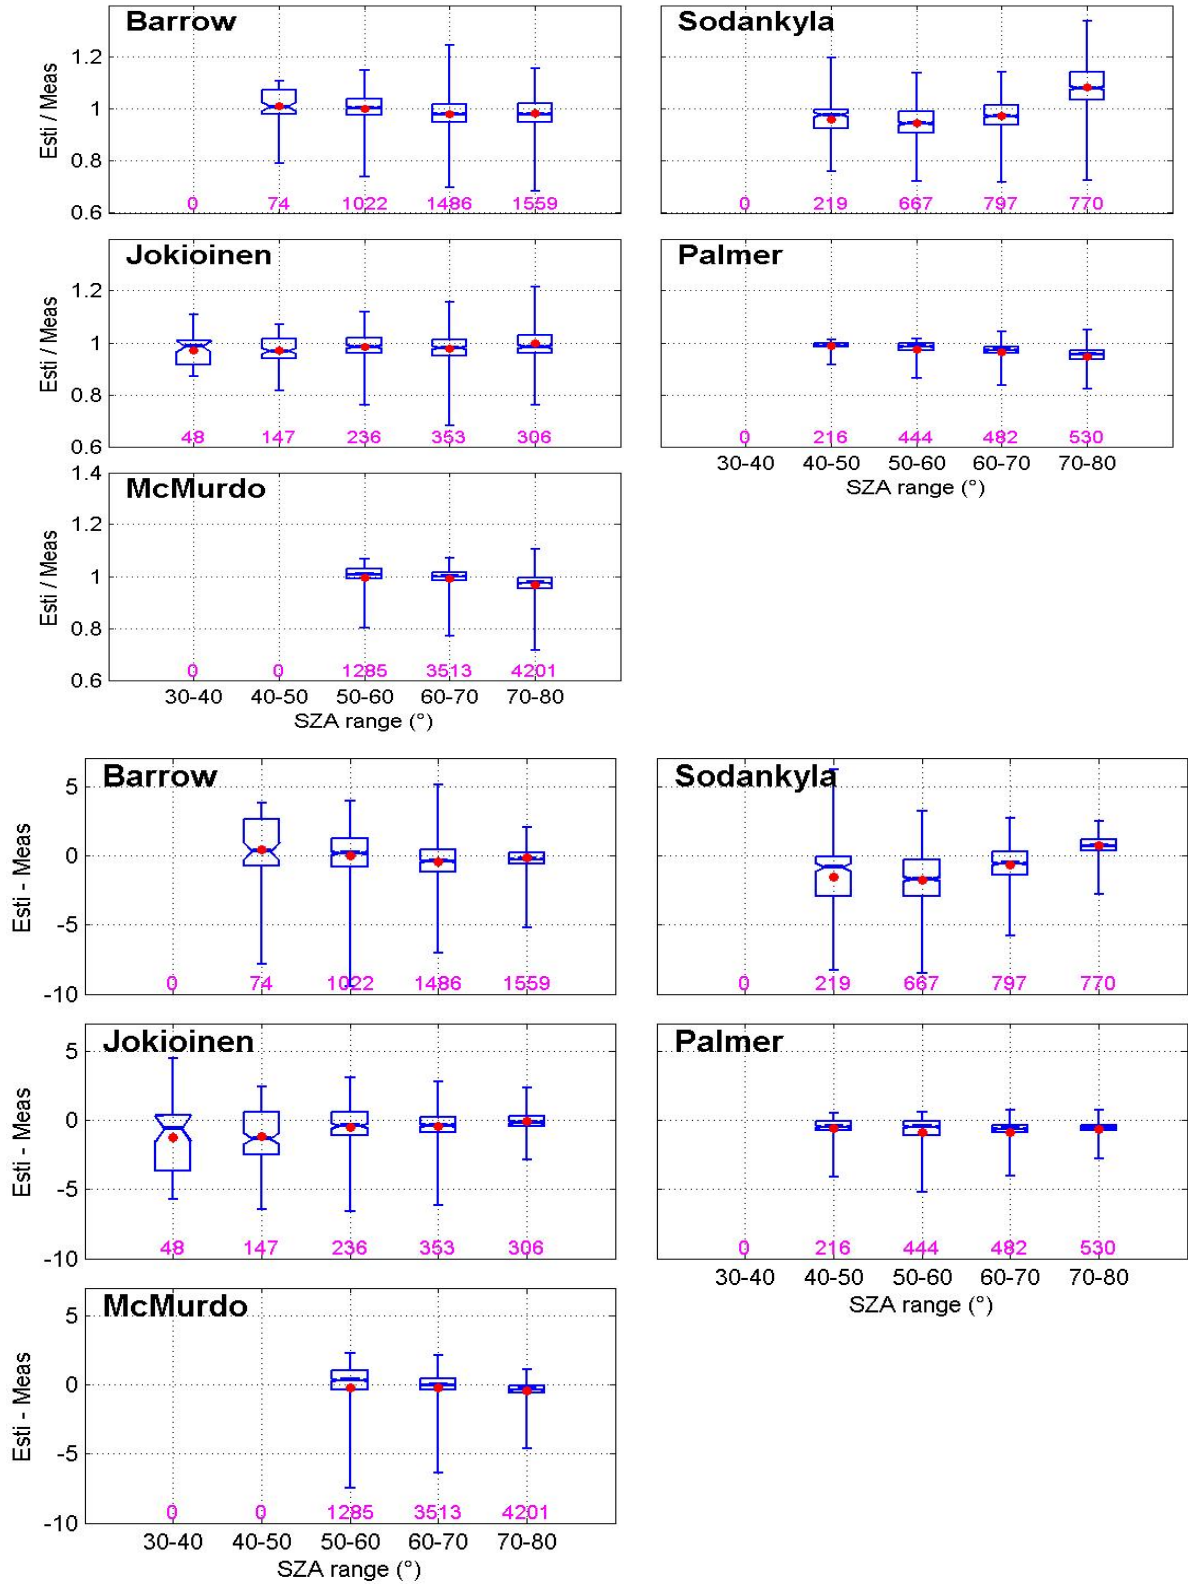 Barrow
Sodankyla
1.2
1
0.8
0.6
Esti / Meas
0 74 1022 1486 1559
0 219 667 797 770
Jokioinen
Palmer
1.2
1
0.8
0.6
Esti / Meas
48 147 236 353 306
0 216 444 482 530
30-40 40-50 50-60 60-70 70-80
SZA range (°)
McMurdo
1.4
1.2
1
0.8
0.6
Esti / Meas
0 0 1285 3513 4201
30-40 40-50 50-60 60-70 70-80
SZA range (°)
Barrow
Sodankyla
5
0
-5
-10
Esti - Meas
0 74 1022 1486 1559
0 219 667 797 770
Jokioinen
Palmer
5
0
-5
-10
Esti - Meas
48 147 236 353 306
0 216 444 482 530
30-40 40-50 50-60 60-70 70-80
SZA range (°)
McMurdo
5
0
-5
-10
Esti - Meas
0 0 1285 3513 4201
30-40 40-50 50-60 60-70 70-80
SZA range (°)